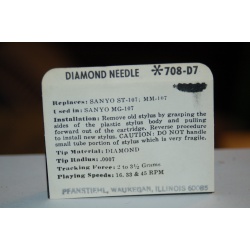 DIAMOND NEEDLE *708-D7
Replaces: SANYO ST-107; MM-107
Used in: SANYO MG-107
Installation: Remove old stylus by grasping the
sides of the plastic stylus body and pulling
forward out of the cartridge. Reverse procedure
to install new stylus. CAUTION: DO NOT handle
small tube portion of stylus which is very fragile.
Tip Material: DIAMOND
Tip Radius: .0007
Tracking Force: 2 to 3½ Grams
Playing Speeds: 16, 33 & 45 RPM
PFANSTIEHL, WAUKEGAN, ILLINOIS 60085